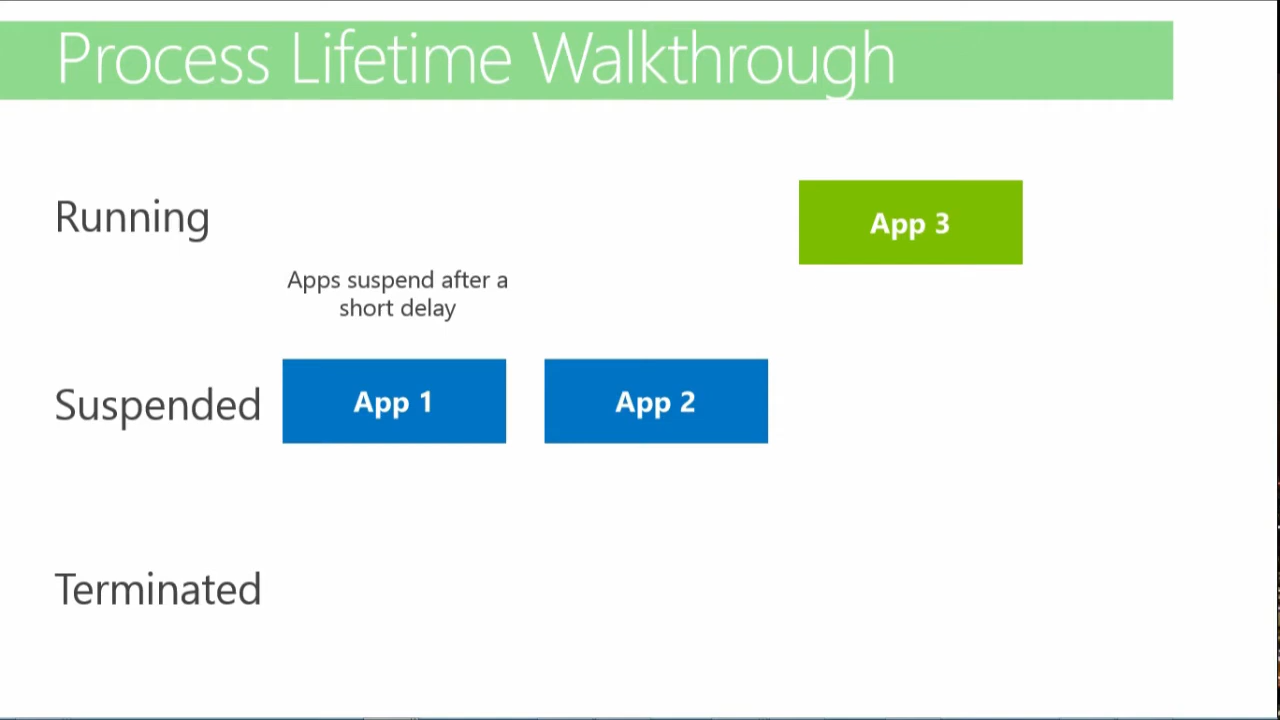 Process Lifetime Walkthrough
Running
App 3
Apps suspend after a
short delay
Suspended
App 1
App 2
Terminated